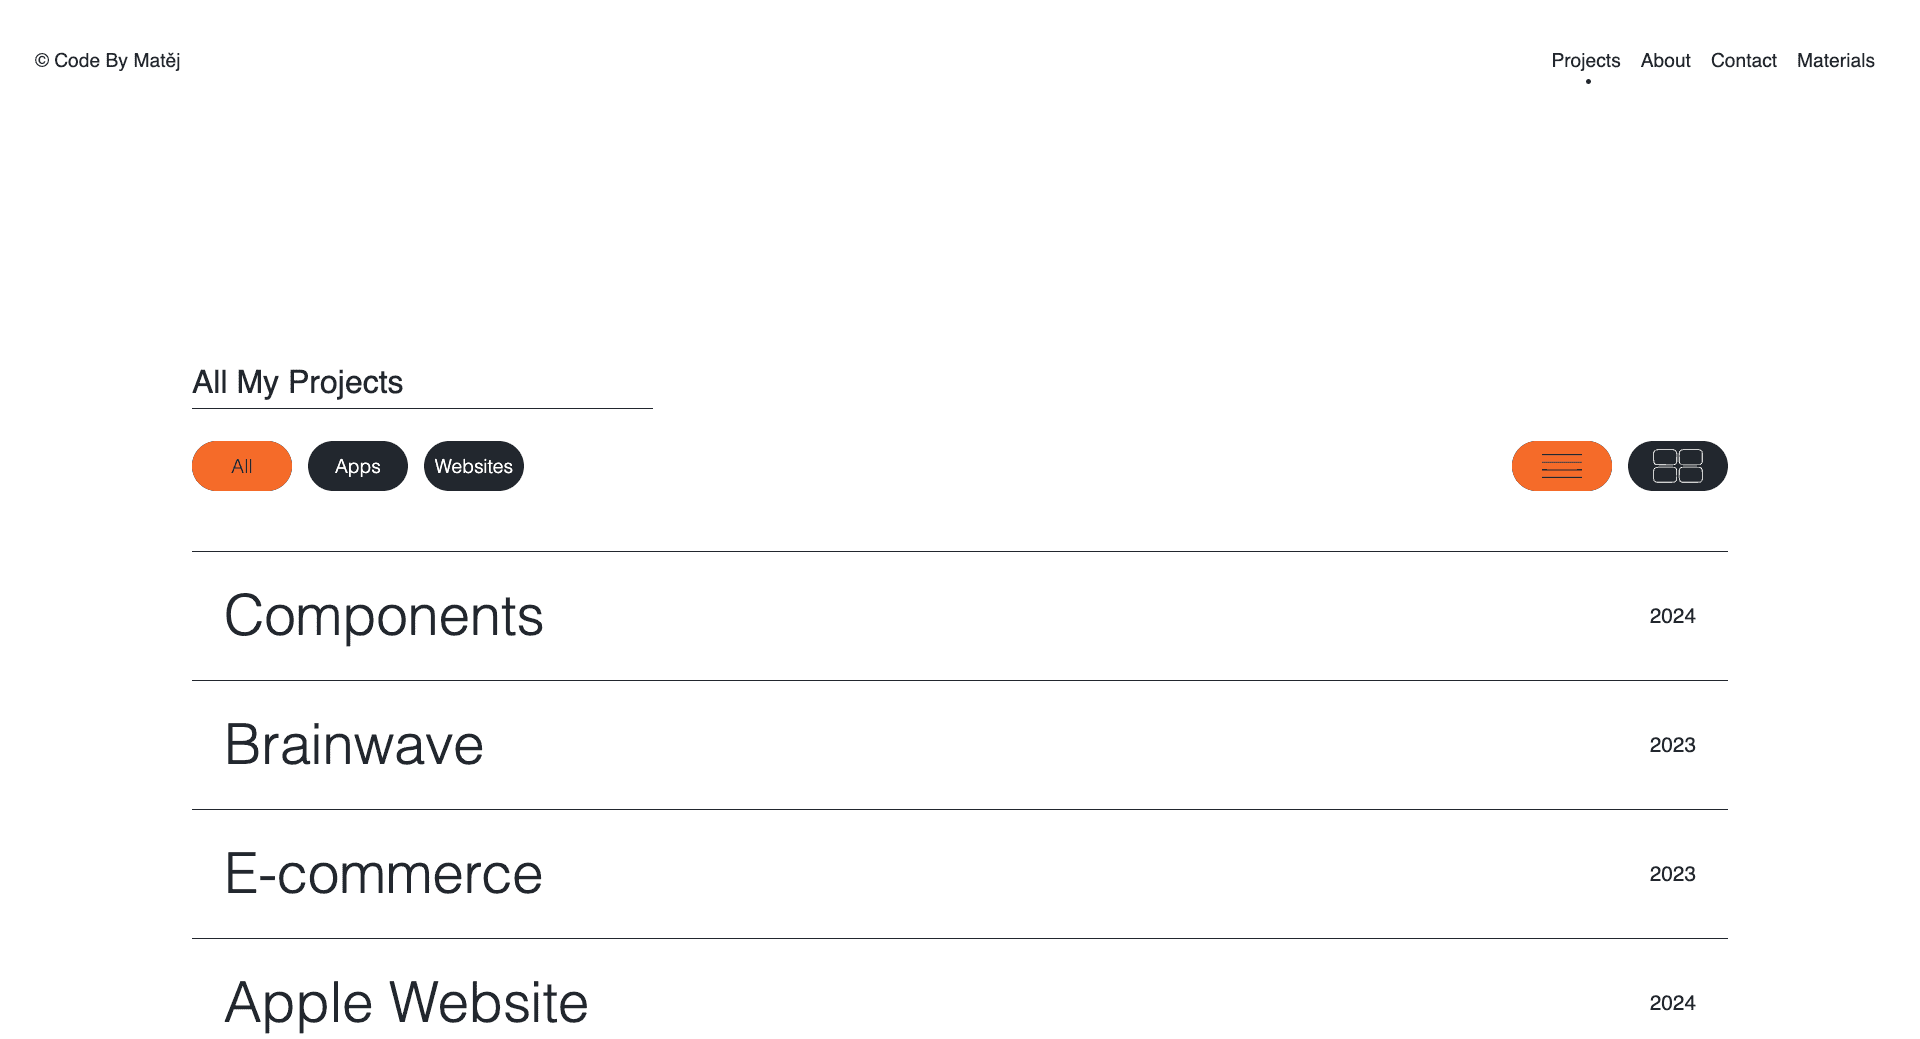 © Code By Matěj
Projects About Contact Materials
All My Projects
All Apps Websites
Components 2024
Brainwave 2023
E-commerce 2023
Apple Website 2024